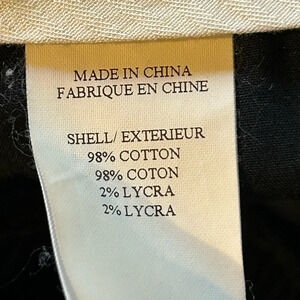 MADE IN CHINA
FABRIQUE EN CHINE
SHELL/ EXTERIEUR
98% COTTON
98% COTON
2% LYCRA
2% LYCRA